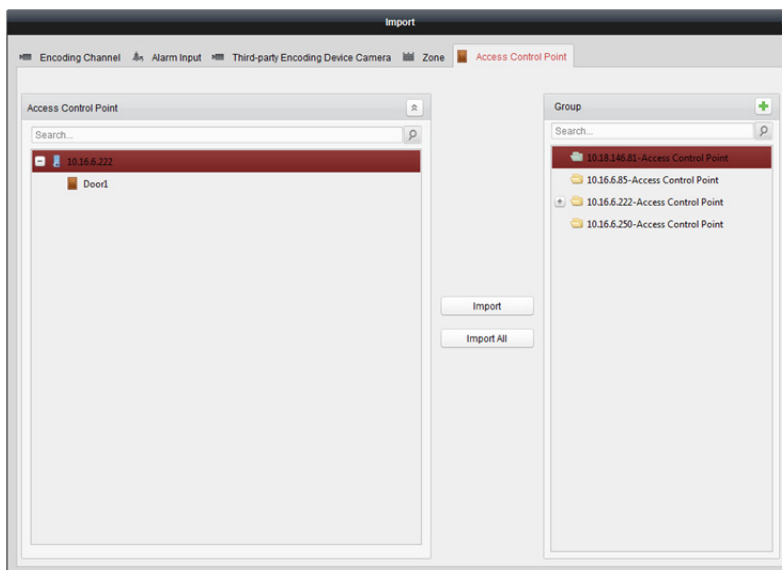 Import
Encoding Channel Alarm Input Third-party Encoding Device Camera Zone Access Control Point
Access Control Point
Search...
10.16.6.222
Door1
Import
Import All
Group
Search...
10.18.146.81-Access Control Point
10.16.6.85-Access Control Point
10.16.6.222-Access Control Point
10.16.6.250-Access Control Point